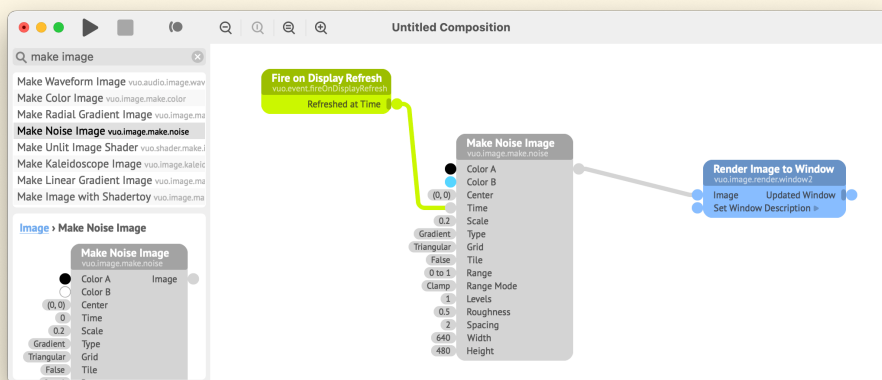 Untitled Composition
make image
Make Waveform Image vuo.audio.image.wav
Make Color Image vuo.image.make.color
Make Radial Gradient Image vuo.image.ma
Make Noise Image vuo.image.make.noise
Make Unlit Image Shader vuo.shader.make.i
Make Kaleidoscope Image vuo.image.kaleid
Make Linear Gradient Image vuo.image.ma
Make Image with Shadertoy vuo.image.ma
Image › Make Noise Image
Make Noise Image
vuo.image.make.noise
Color A Image
Color B
(0, 0) Center
0 Time
0.2 Scale
Gradient Type
Triangular Grid
False Tile
Fire on Display Refresh
vuo.event.fireOnDisplayRefresh
Refreshed at Time
Make Noise Image
vuo.image.make.noise
Color A
Color B
(0, 0) Center
Time
0.2 Scale
Gradient Type
Triangular Grid
False Tile
0 to 1 Range
Clamp Range Mode
1 Levels
0.5 Roughness
2 Spacing
640 Width
480 Height
Render Image to Window
vuo.image.render.window2
Image Updated Window
Set Window Description ▹